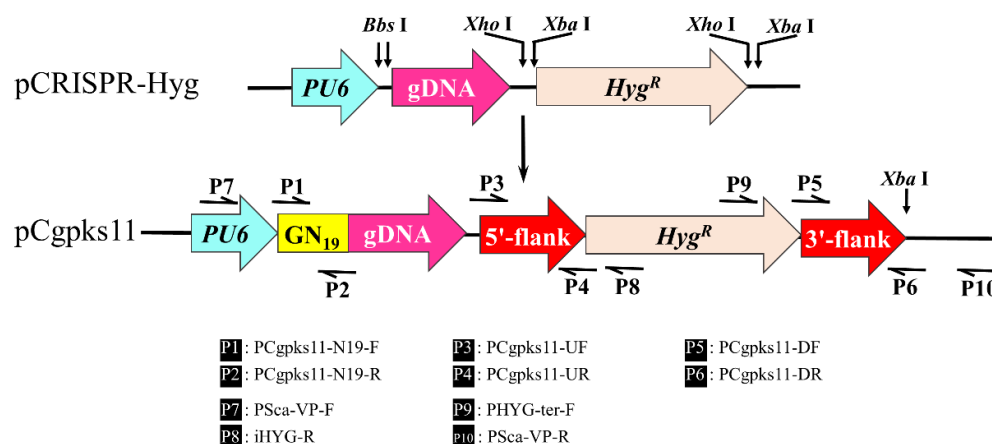 Bbs I Xho I Xba I Xho I Xba I
pCRISPR-Hyg PU6 gDNA Hyg^R
P7 P1 P3 P9 P5 Xba I
pCgpks11 PU6 GN₁₉ gDNA 5'-flank Hyg^R 3'-flank
P2 P4 P8 P6 P10
P1 : PCgpks11-N19-F P3 : PCgpks11-UF P5 : PCgpks11-DF
P2 : PCgpks11-N19-R P4 : PCgpks11-UR P6 : PCgpks11-DR
P7 : PSca-VP-F P9 : PHYG-ter-F
P8 : iHYG-R P10 : PSca-VP-R